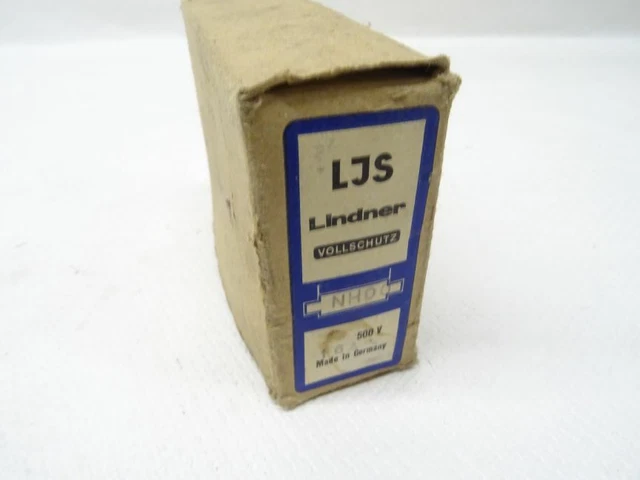 LJS
Lindner
VOLLSCHUTZ
NH00
500 V
Made in Germany